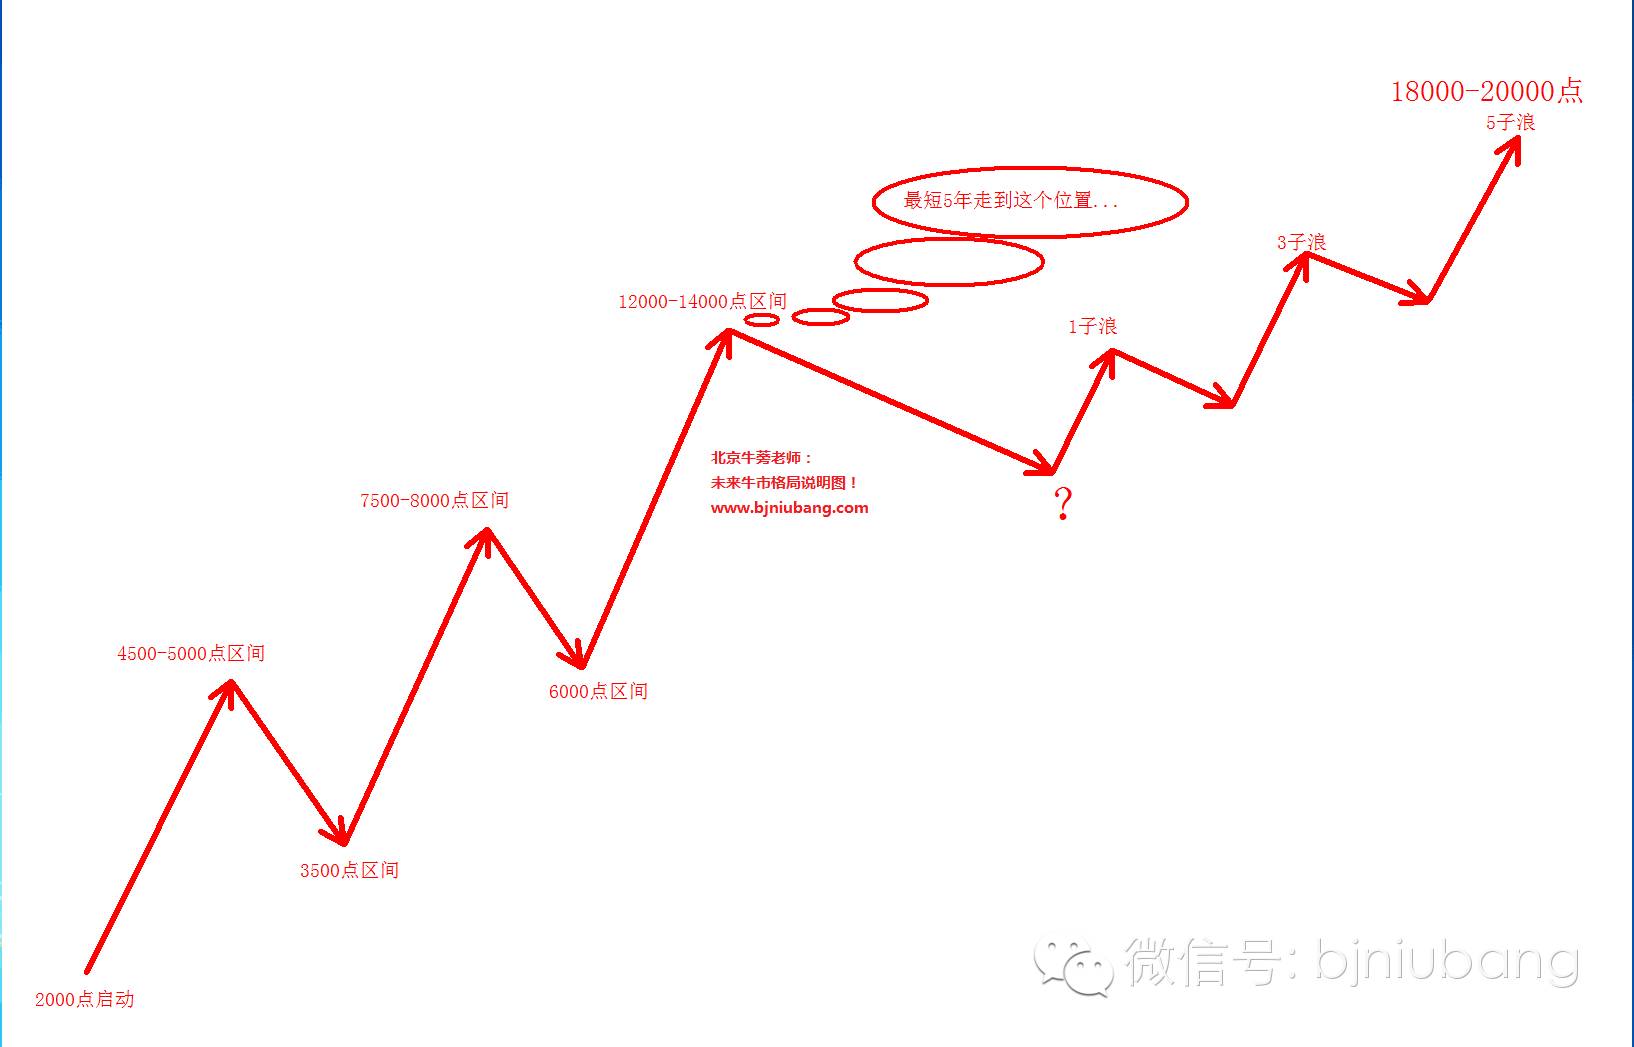 18000-20000点
5子浪
最短5年走到这个位置...
3子浪
12000-14000点区间
1子浪
北京牛蒡老师：
未来牛市格局说明图！
www.bjniubang.com
?
7500-8000点区间
4500-5000点区间
6000点区间
3500点区间
微信号: bjniubang
2000点启动